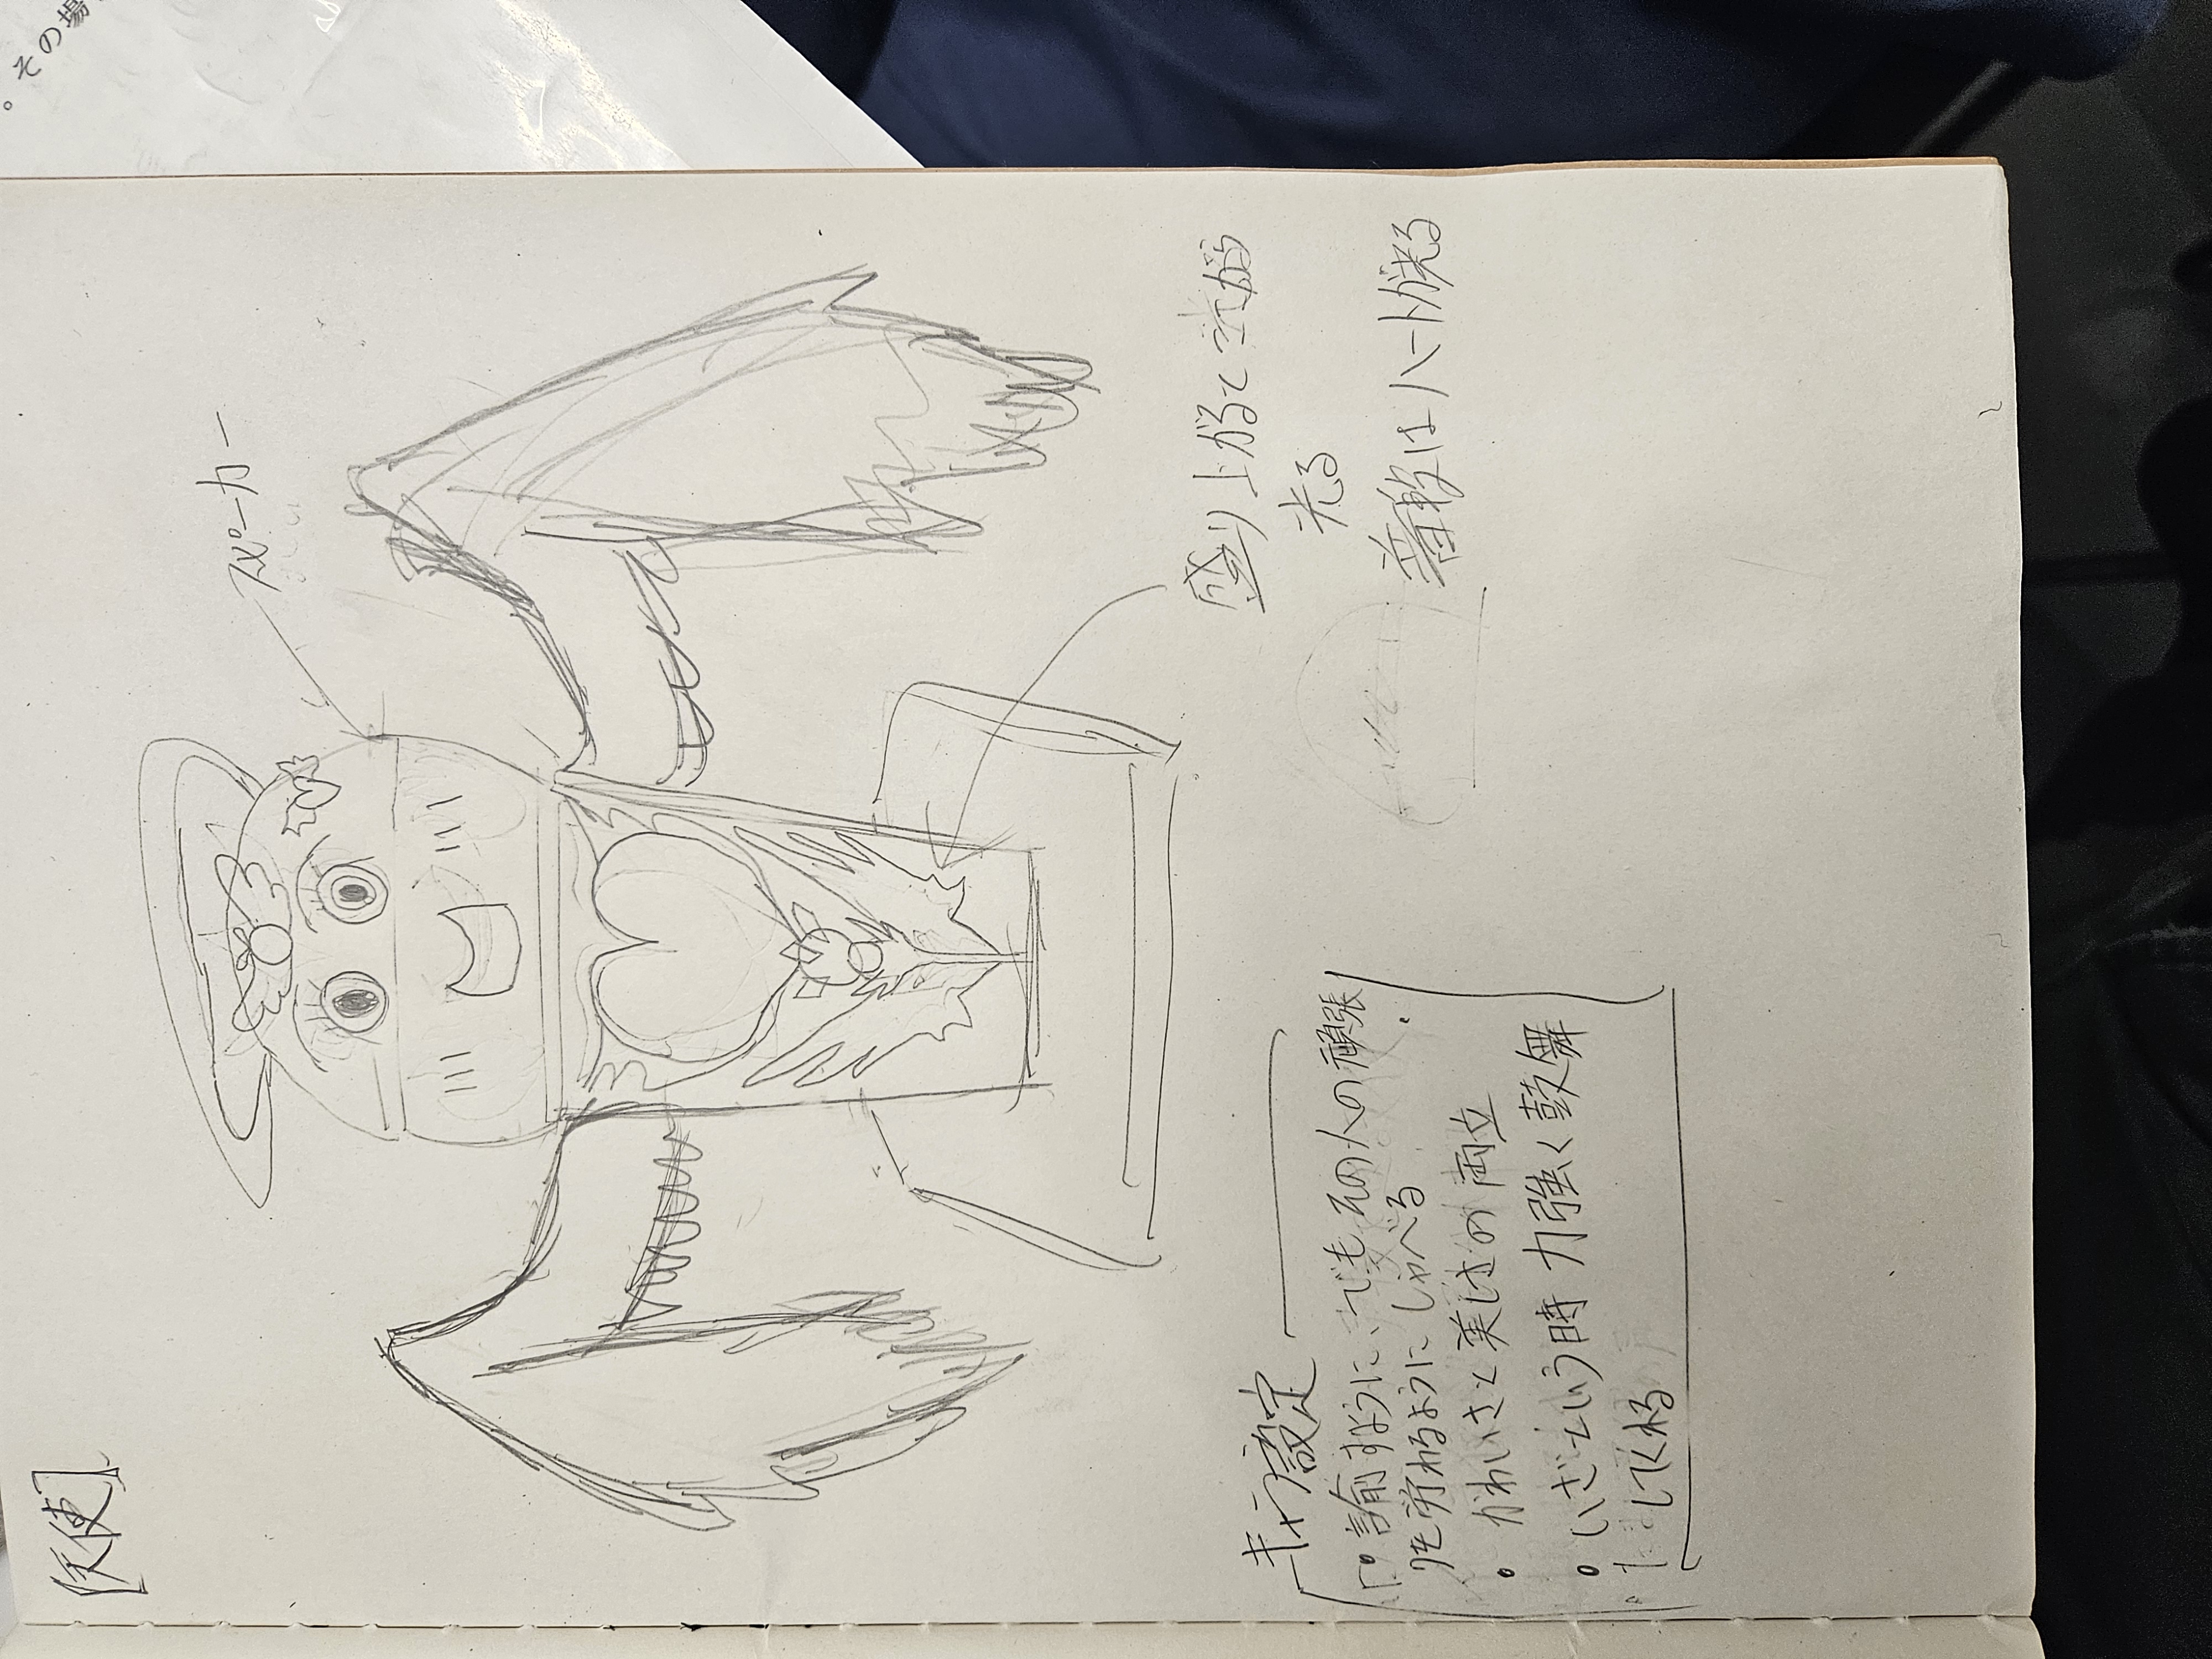 [天使]
スピーカー
盛り上がると
光る
普段はハートが光る
キャラ設定
• 諭すように、でもその人の頑張
りを労わるように しゃべる
• かわいさと美しさの両立
• いざという時 力強く鼓舞
してくれる
。その場